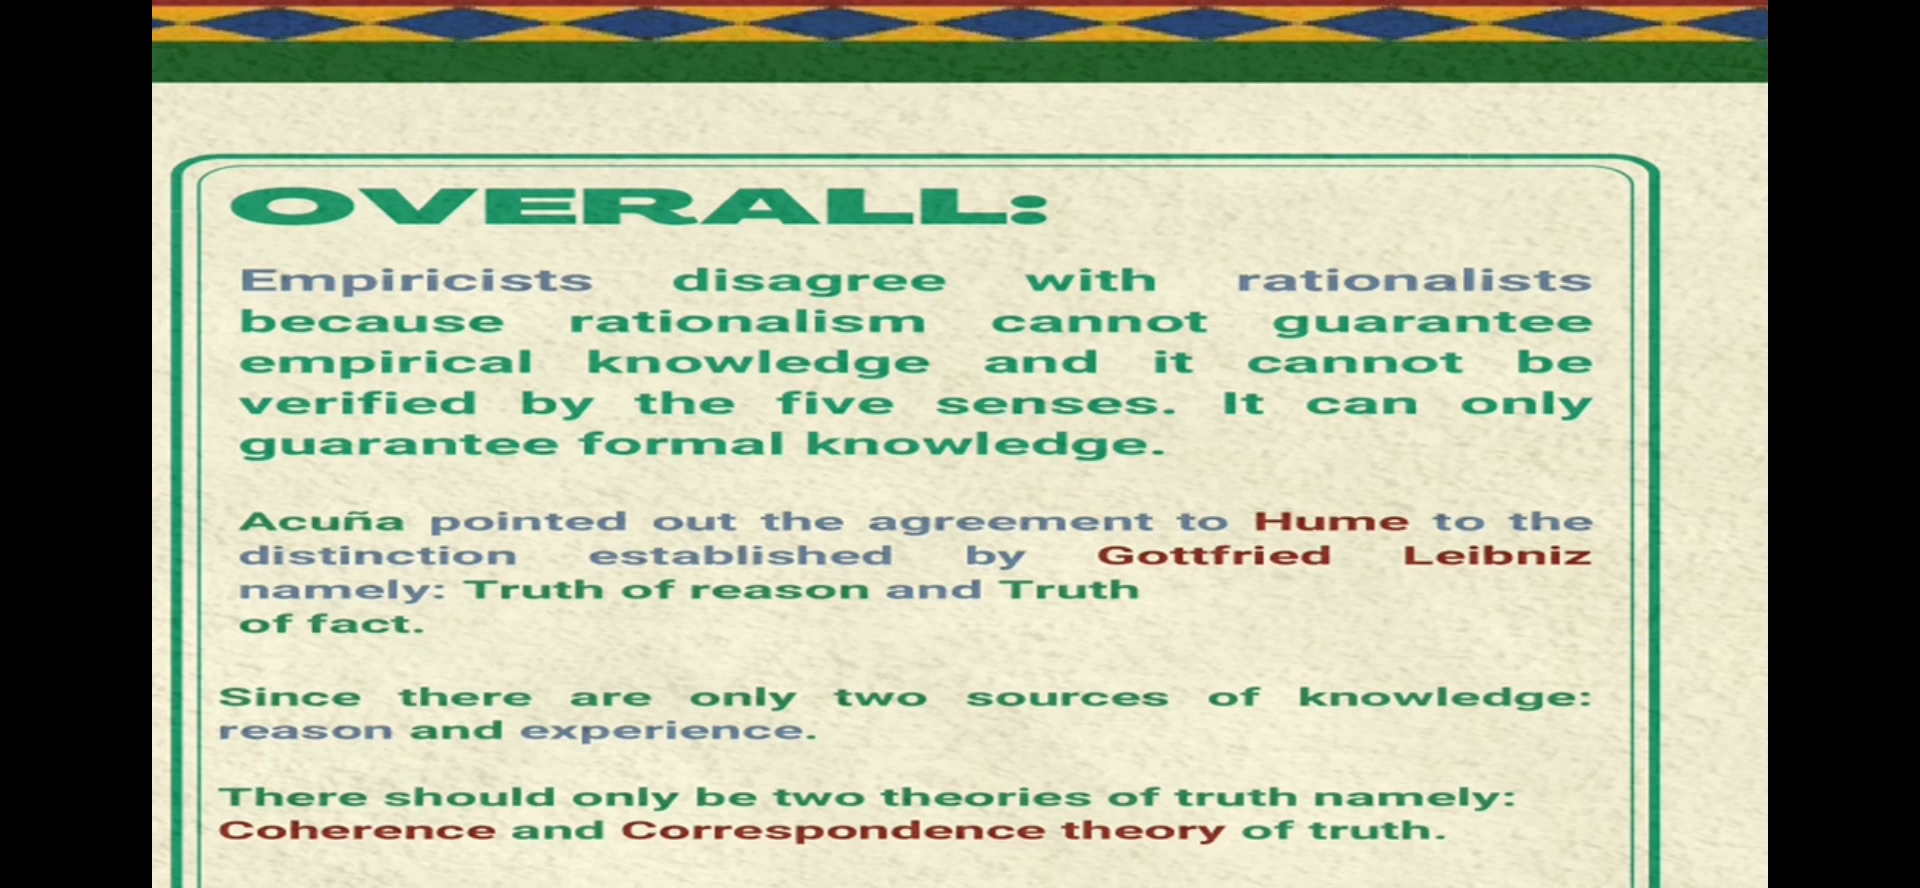 OVERALL:
Empiricists disagree with rationalists
because rationalism cannot guarantee
empirical knowledge and it cannot be
verified by the five senses. It can only
guarantee formal knowledge.
Acuña pointed out the agreement to Hume to the
distinction established by Gottfried Leibniz
namely: Truth of reason and Truth
of fact.
Since there are only two sources of knowledge:
reason and experience.
There should only be two theories of truth namely:
Coherence and Correspondence theory of truth.